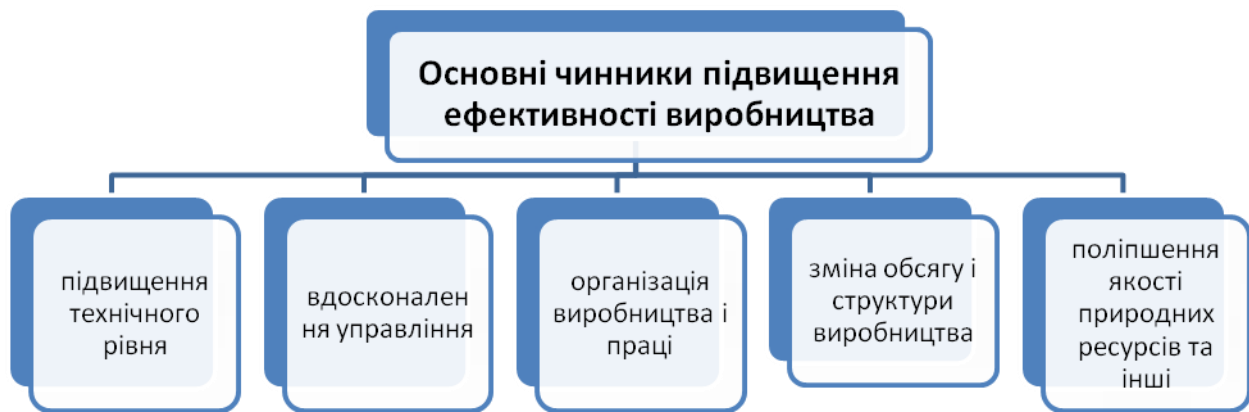 Основні чинники підвищення
ефективності виробництва
підвищення
технічного
рівня
вдосконален
ня управління
організація
виробництва і
праці
зміна обсягу і
структури
виробництва
поліпшення
якості
природних
ресурсів та
інші